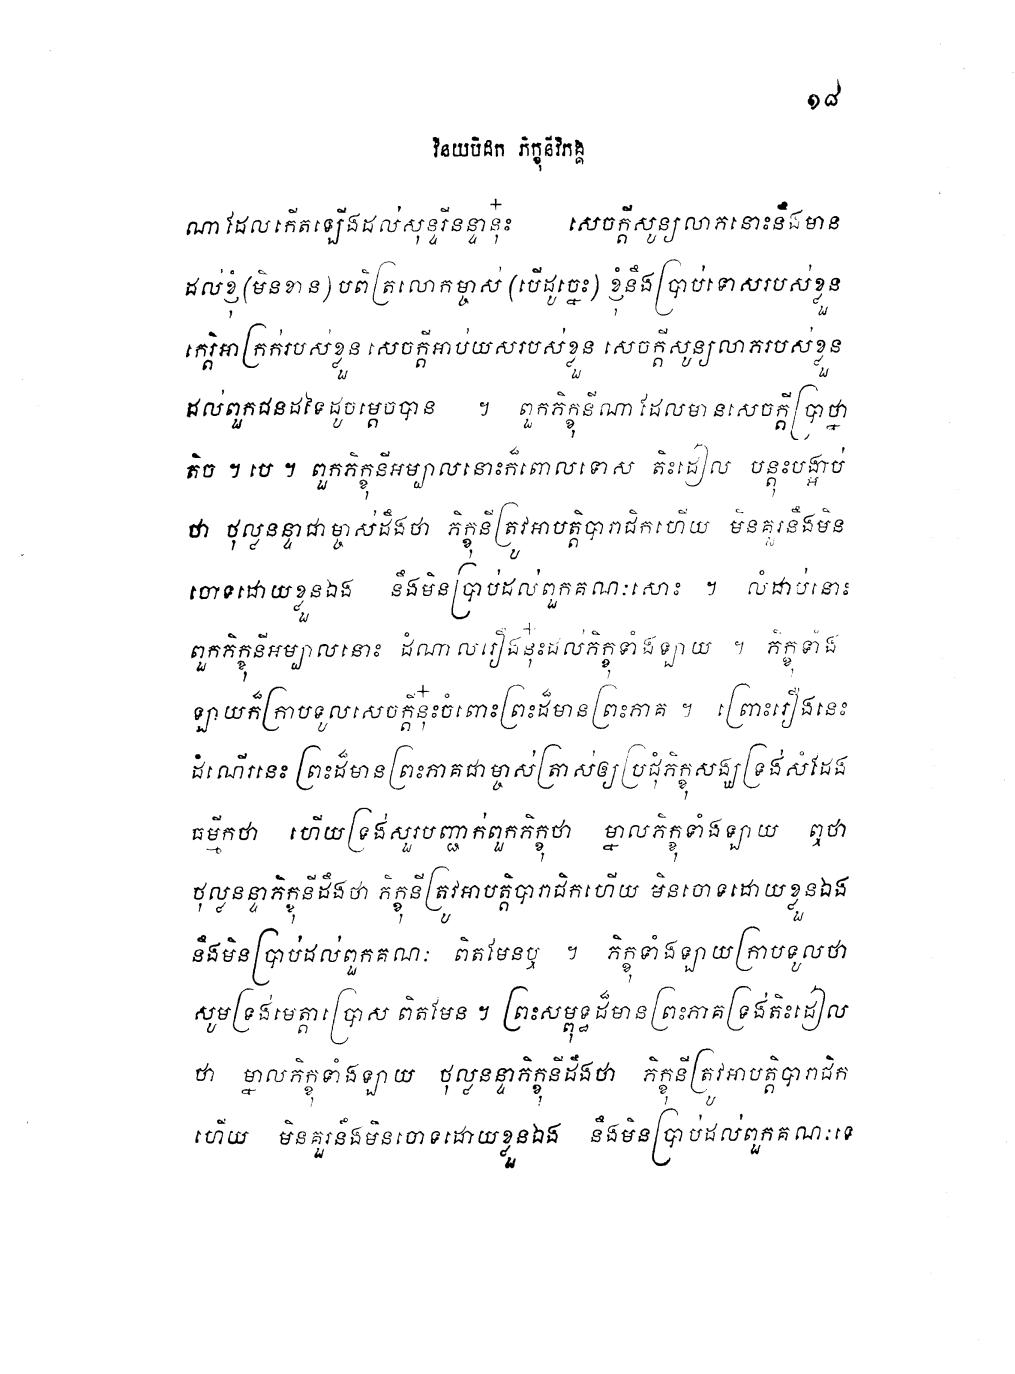 ១៨
វិនយបិដក ភិក្ខុនីវិភង្គ
ណាដែលកើតឡើងដល់សុន្ទរីនន្ទានុ៎ះ សេចក្តីសូន្យលាភនោះនឹងមាន
ដល់ខ្ញុំ(មិនខាន) បពិត្រលោកម្ចាស់ (បើដូច្នេះ) ខ្ញុំនឹងប្រាប់ទោសរបស់ខ្លួន
កេរ្តិ៍អាក្រក់របស់ខ្លួន សេចក្តីអាប់យសរបស់ខ្លួន សេចក្តីសូន្យលាភរបស់ខ្លួន
ដល់ពួកជនដទៃដូចម្តេចបាន ។ ពួកភិក្ខុនីណាដែលមានសេចក្តីប្រាថ្នា
តិច ។ បេ ។ ពួកភិក្ខុនីអម្បាលនោះក៏ពោលទោស តិះដៀល បន្តុះបង្អាប់
ថា ថុល្លនន្ទាជាម្ចាស់ដឹងថា ភិក្ខុនីត្រូវអាបត្តិបារាជិកហើយ មិនគួរនឹងមិន
ចោទដោយខ្លួនឯង នឹងមិនប្រាប់ដល់ពួកគណៈសោះ ។ លំដាប់នោះ
ពួកភិក្ខុនីអម្បាលនោះ ដំណាលរឿងនុ៎ះដល់ភិក្ខុទាំងឡាយ ។ ភិក្ខុទាំង
ឡាយក៏ក្រាបទូលសេចក្តីនុ៎ះចំពោះព្រះដ៏មានព្រះភាគ ។ ព្រោះរឿងនេះ
ដំណើរនេះ ព្រះដ៏មានព្រះភាគជាម្ចាស់ត្រាស់ឲ្យប្រជុំភិក្ខុសង្ឃទ្រង់សំដែង
ធម្មីកថា ហើយទ្រង់សួរបញ្ជាក់ពួកភិក្ខុថា ម្នាលភិក្ខុទាំងឡាយ ឮថា
ថុល្លនន្ទាភិក្ខុនីដឹងថា ភិក្ខុនីត្រូវអាបត្តិបារាជិកហើយ មិនចោទដោយខ្លួនឯង
នឹងមិនប្រាប់ដល់ពួកគណៈ ពិតមែនឬ ។ ភិក្ខុទាំងឡាយក្រាបទូលថា
សូមទ្រង់មេត្តាប្រោស ពិតមែន ។ ព្រះសម្ពុទ្ធដ៏មានព្រះភាគទ្រង់តិះដៀល
ថា ម្នាលភិក្ខុទាំងឡាយ ថុល្លនន្ទាភិក្ខុនីដឹងថា ភិក្ខុនីត្រូវអាបត្តិបារាជិក
ហើយ មិនគួរនឹងមិនចោទដោយខ្លួនឯង នឹងមិនប្រាប់ដល់ពួកគណៈទេ